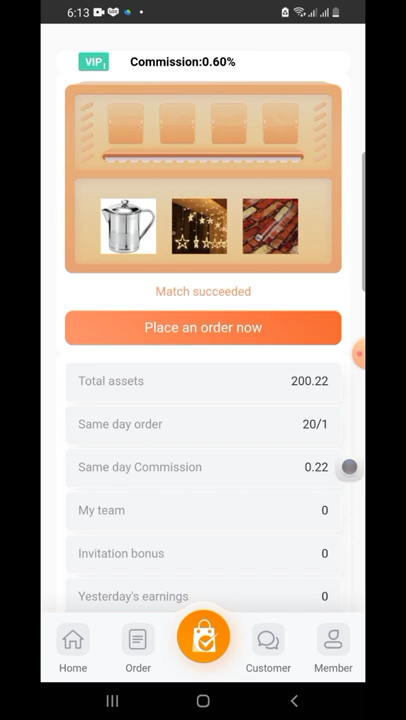 6:13
VIP1 Commission:0.60%
Match succeeded
Place an order now
Total assets 200.22
Same day order 20/1
Same day Commission 0.22
My team 0
Invitation bonus 0
Yesterday's earnings 0
Home Order Customer Member